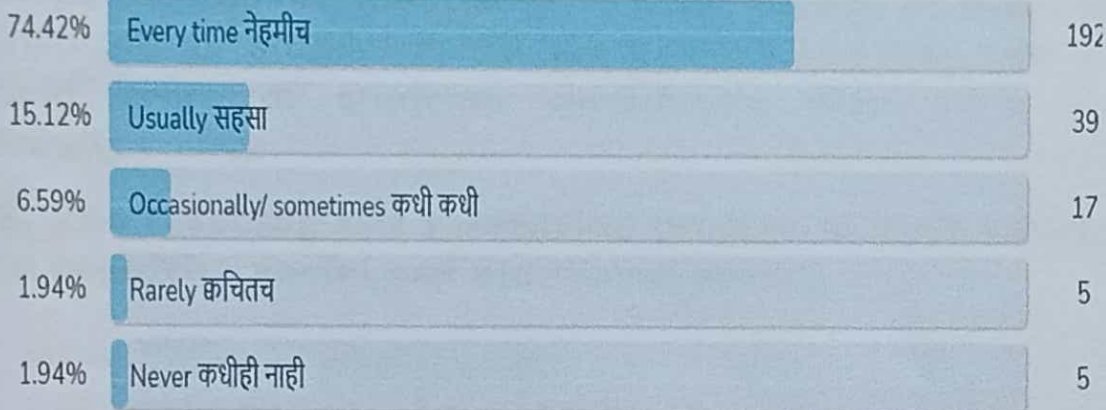 74.42% Every time नेहमीच 192
15.12% Usually सहसा 39
6.59% Occasionally/ sometimes कधी कधी 17
1.94% Rarely क्वचितच 5
1.94% Never कधीही नाही 5